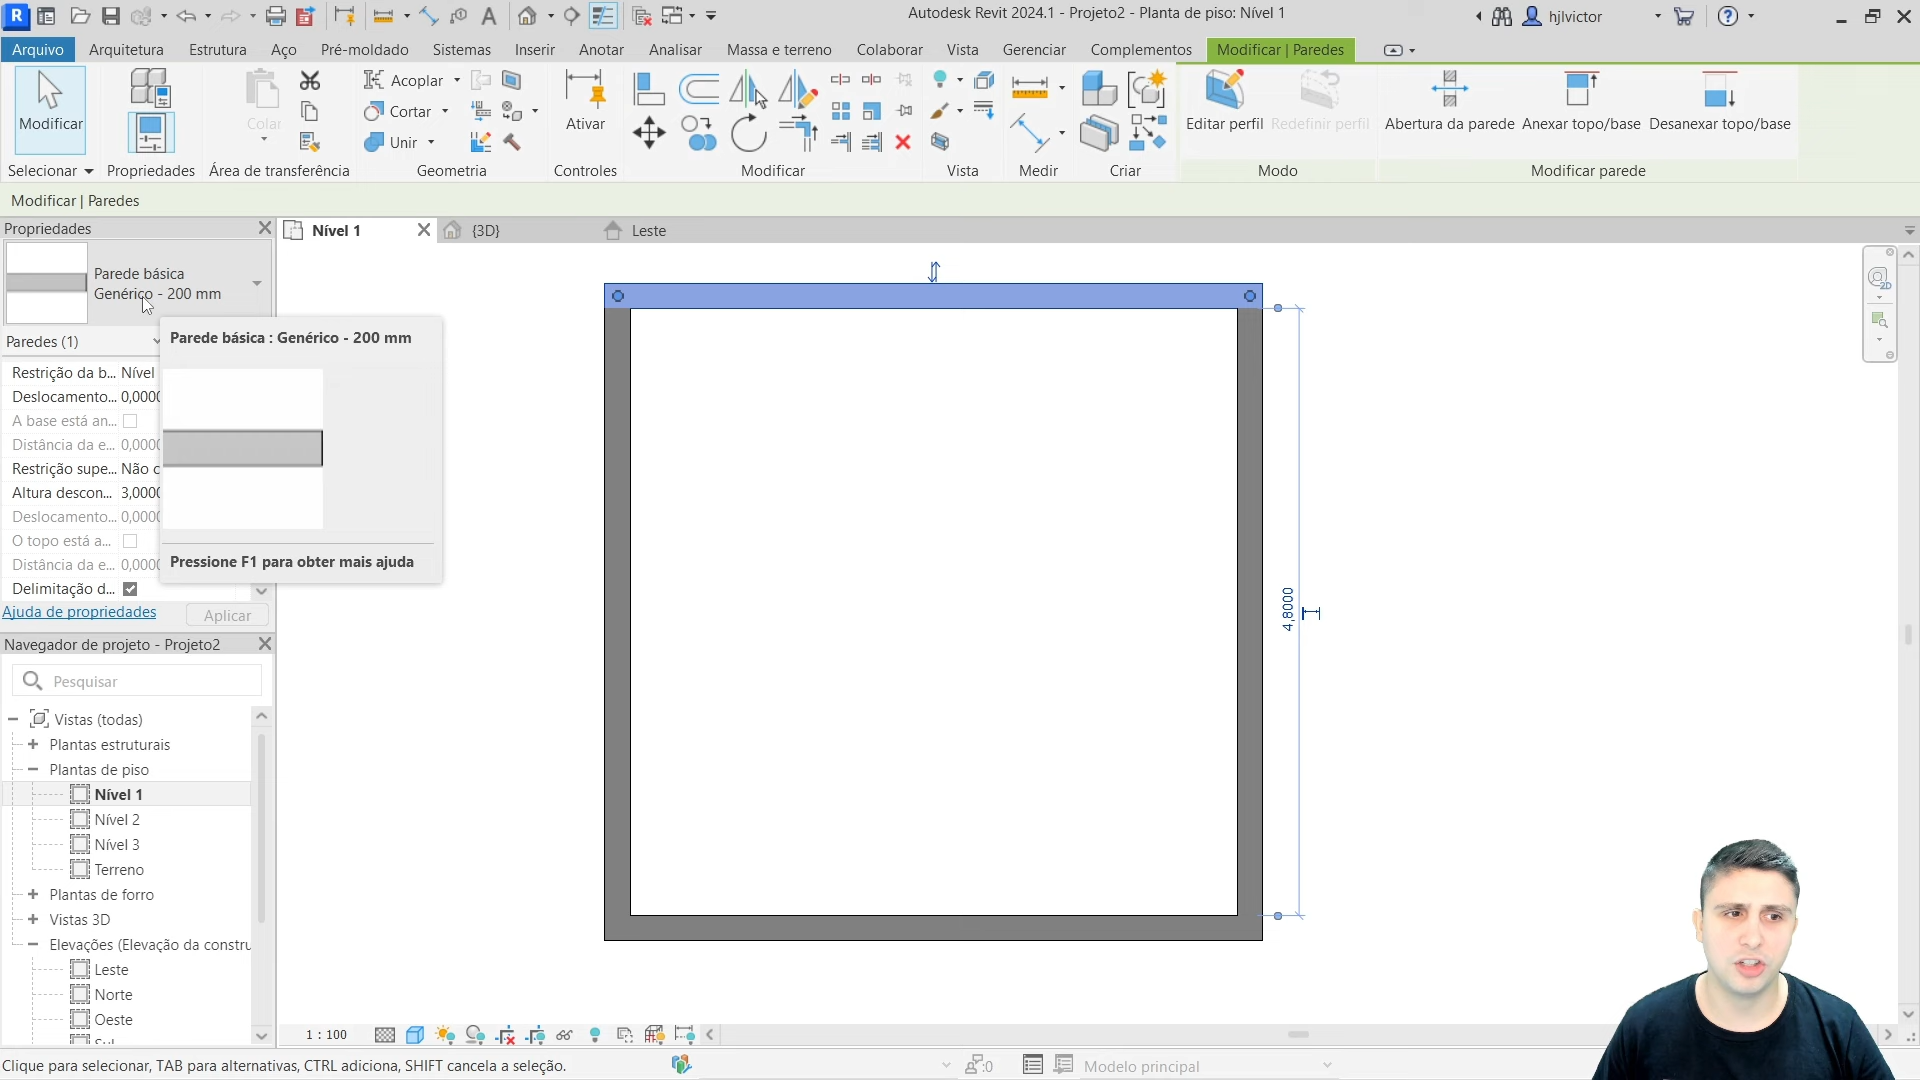 Autodesk Revit 2024.1 - Projeto2 - Planta de piso: Nível 1
hjlvictor
Arquivo Arquitetura Estrutura Aço Pré-moldado Sistemas Inserir Anotar Analisar Massa e terreno Colaborar Vista Gerenciar Complementos Modificar | Paredes
Modificar
Colar
Acoplar
Cortar
Unir
Ativar
Editar perfil Redefinir perfil Abertura da parede Anexar topo/base Desanexar topo/base
Selecionar Propriedades Área de transferência Geometria Controles Modificar Vista Medir Criar Modo Modificar parede
Modificar | Paredes
Propriedades
Nível 1 {3D} Leste
Parede básica
Genérico - 200 mm
Paredes (1)
Restrição da b... Nível
Deslocamento... 0,0000
A base está an...
Distância da e... 0,0000
Restrição supe... Não c
Altura descon... 3,0000
Deslocamento... 0,0000
O topo está a...
Distância da e... 0,0000
Delimitação d...
Ajuda de propriedades Aplicar
Parede básica : Genérico - 200 mm
Pressione F1 para obter mais ajuda
4,8000
2D
Navegador de projeto - Projeto2
Pesquisar
Vistas (todas)
Plantas estruturais
Plantas de piso
Nível 1
Nível 2
Nível 3
Terreno
Plantas de forro
Vistas 3D
Elevações (Elevação da constru
Leste
Norte
Oeste
1 : 100
Clique para selecionar, TAB para alternativas, CTRL adiciona, SHIFT cancela a seleção.
:0
Modelo principal